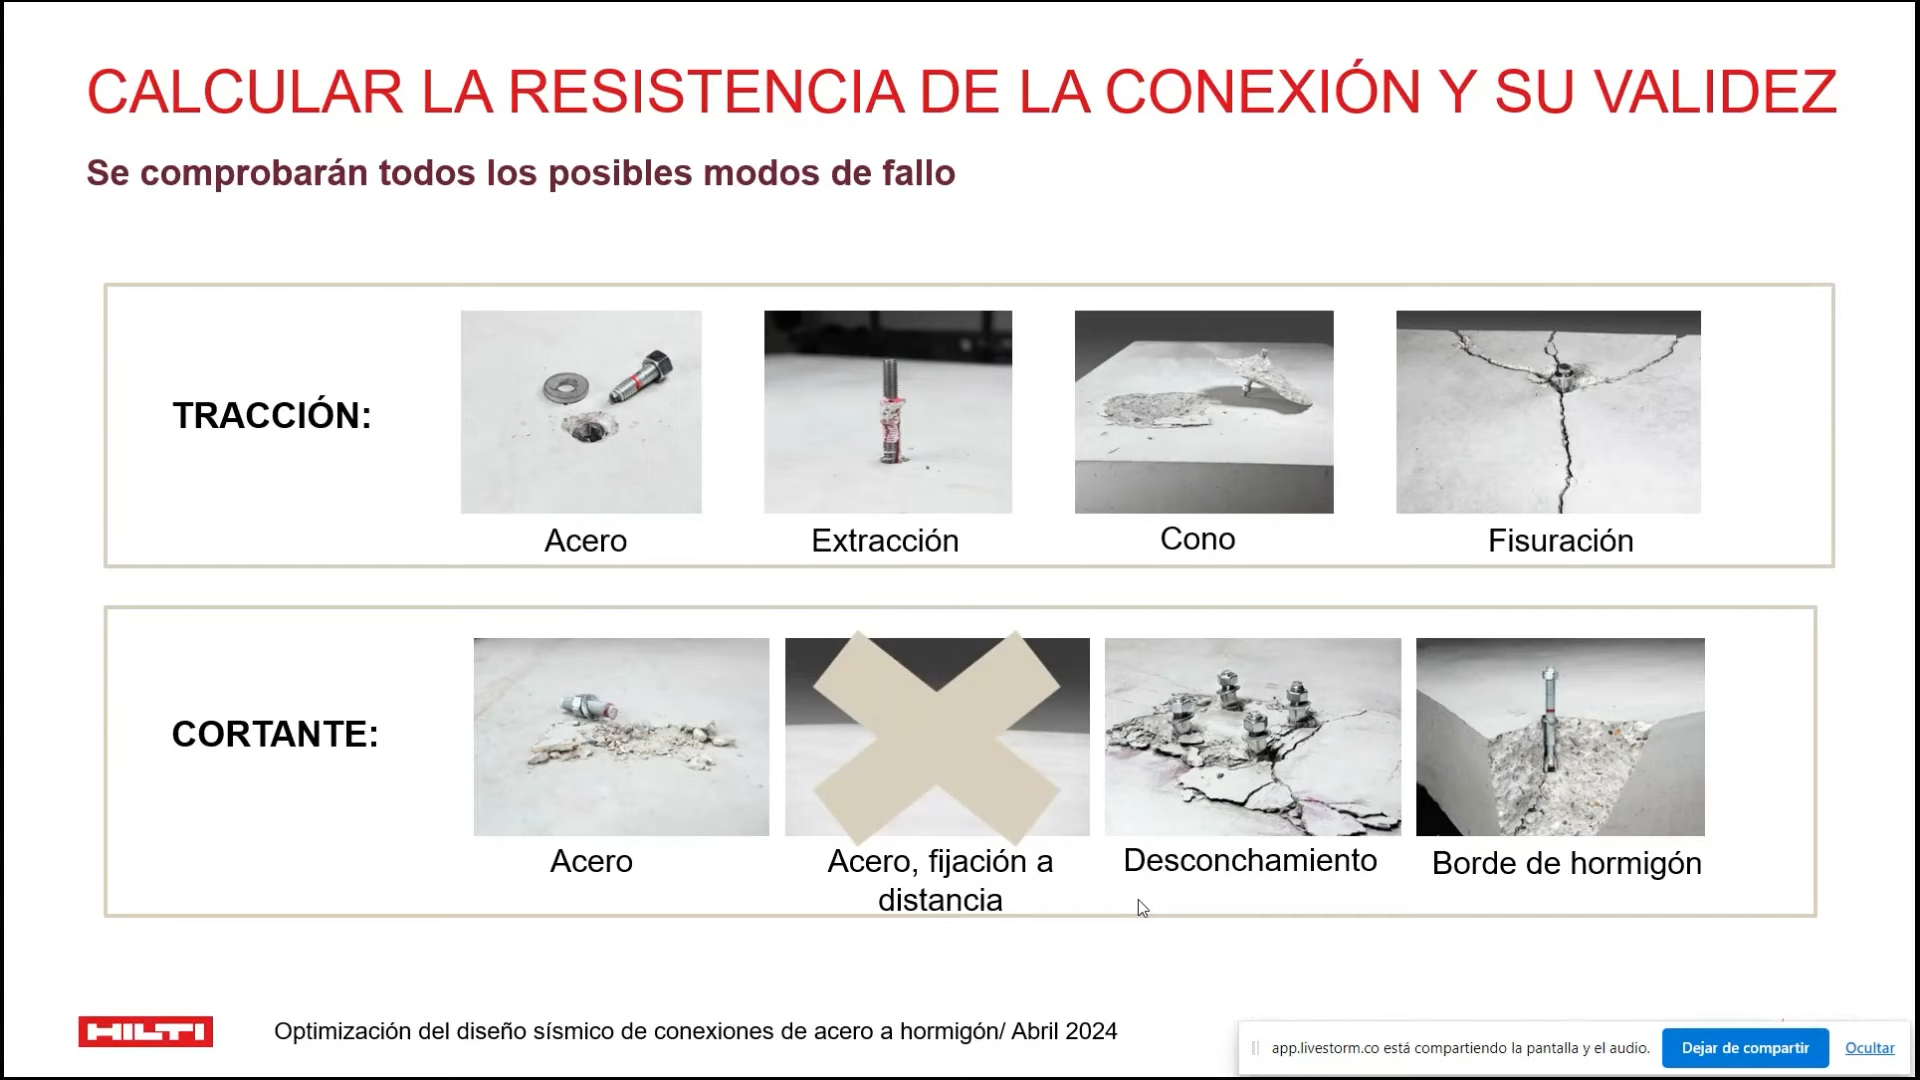 CALCULAR LA RESISTENCIA DE LA CONEXIÓN Y SU VALIDEZ
Se comprobarán todos los posibles modos de fallo
TRACCIÓN:
Acero
Extracción
Cono
Fisuración
CORTANTE:
Acero
Acero, fijación a
distancia
Desconchamiento
Borde de hormigón
HILTI
Optimización del diseño sísmico de conexiones de acero a hormigón/ Abril 2024
app.livestorm.co está compartiendo la pantalla y el audio.
Dejar de compartir
Ocultar